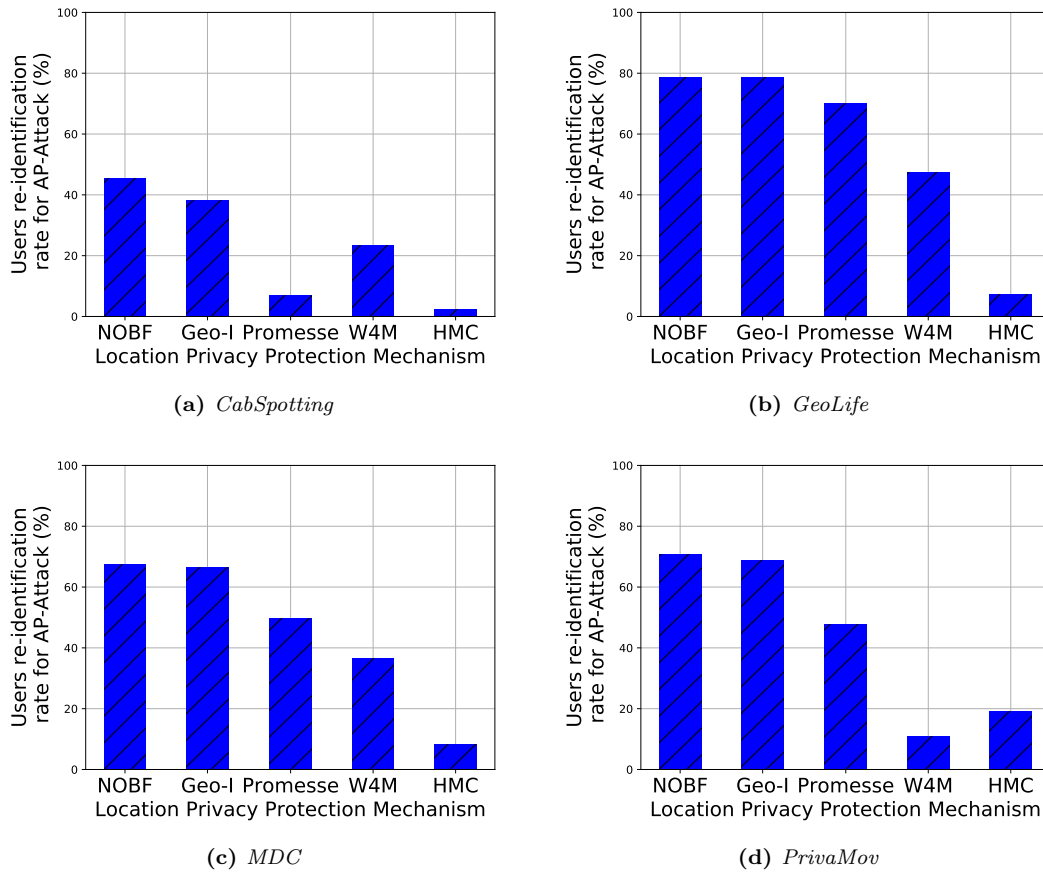 100
80
60
40
20
0
Users re-identification
rate for AP-Attack (%)
NOBF Geo-I Promesse W4M HMC
Location Privacy Protection Mechanism
(a) CabSpotting
100
80
60
40
20
0
Users re-identification
rate for AP-Attack (%)
NOBF Geo-I Promesse W4M HMC
Location Privacy Protection Mechanism
(b) GeoLife
100
80
60
40
20
0
Users re-identification
rate for AP-Attack (%)
NOBF Geo-I Promesse W4M HMC
Location Privacy Protection Mechanism
(c) MDC
100
80
60
40
20
0
Users re-identification
rate for AP-Attack (%)
NOBF Geo-I Promesse W4M HMC
Location Privacy Protection Mechanism
(d) PrivaMov